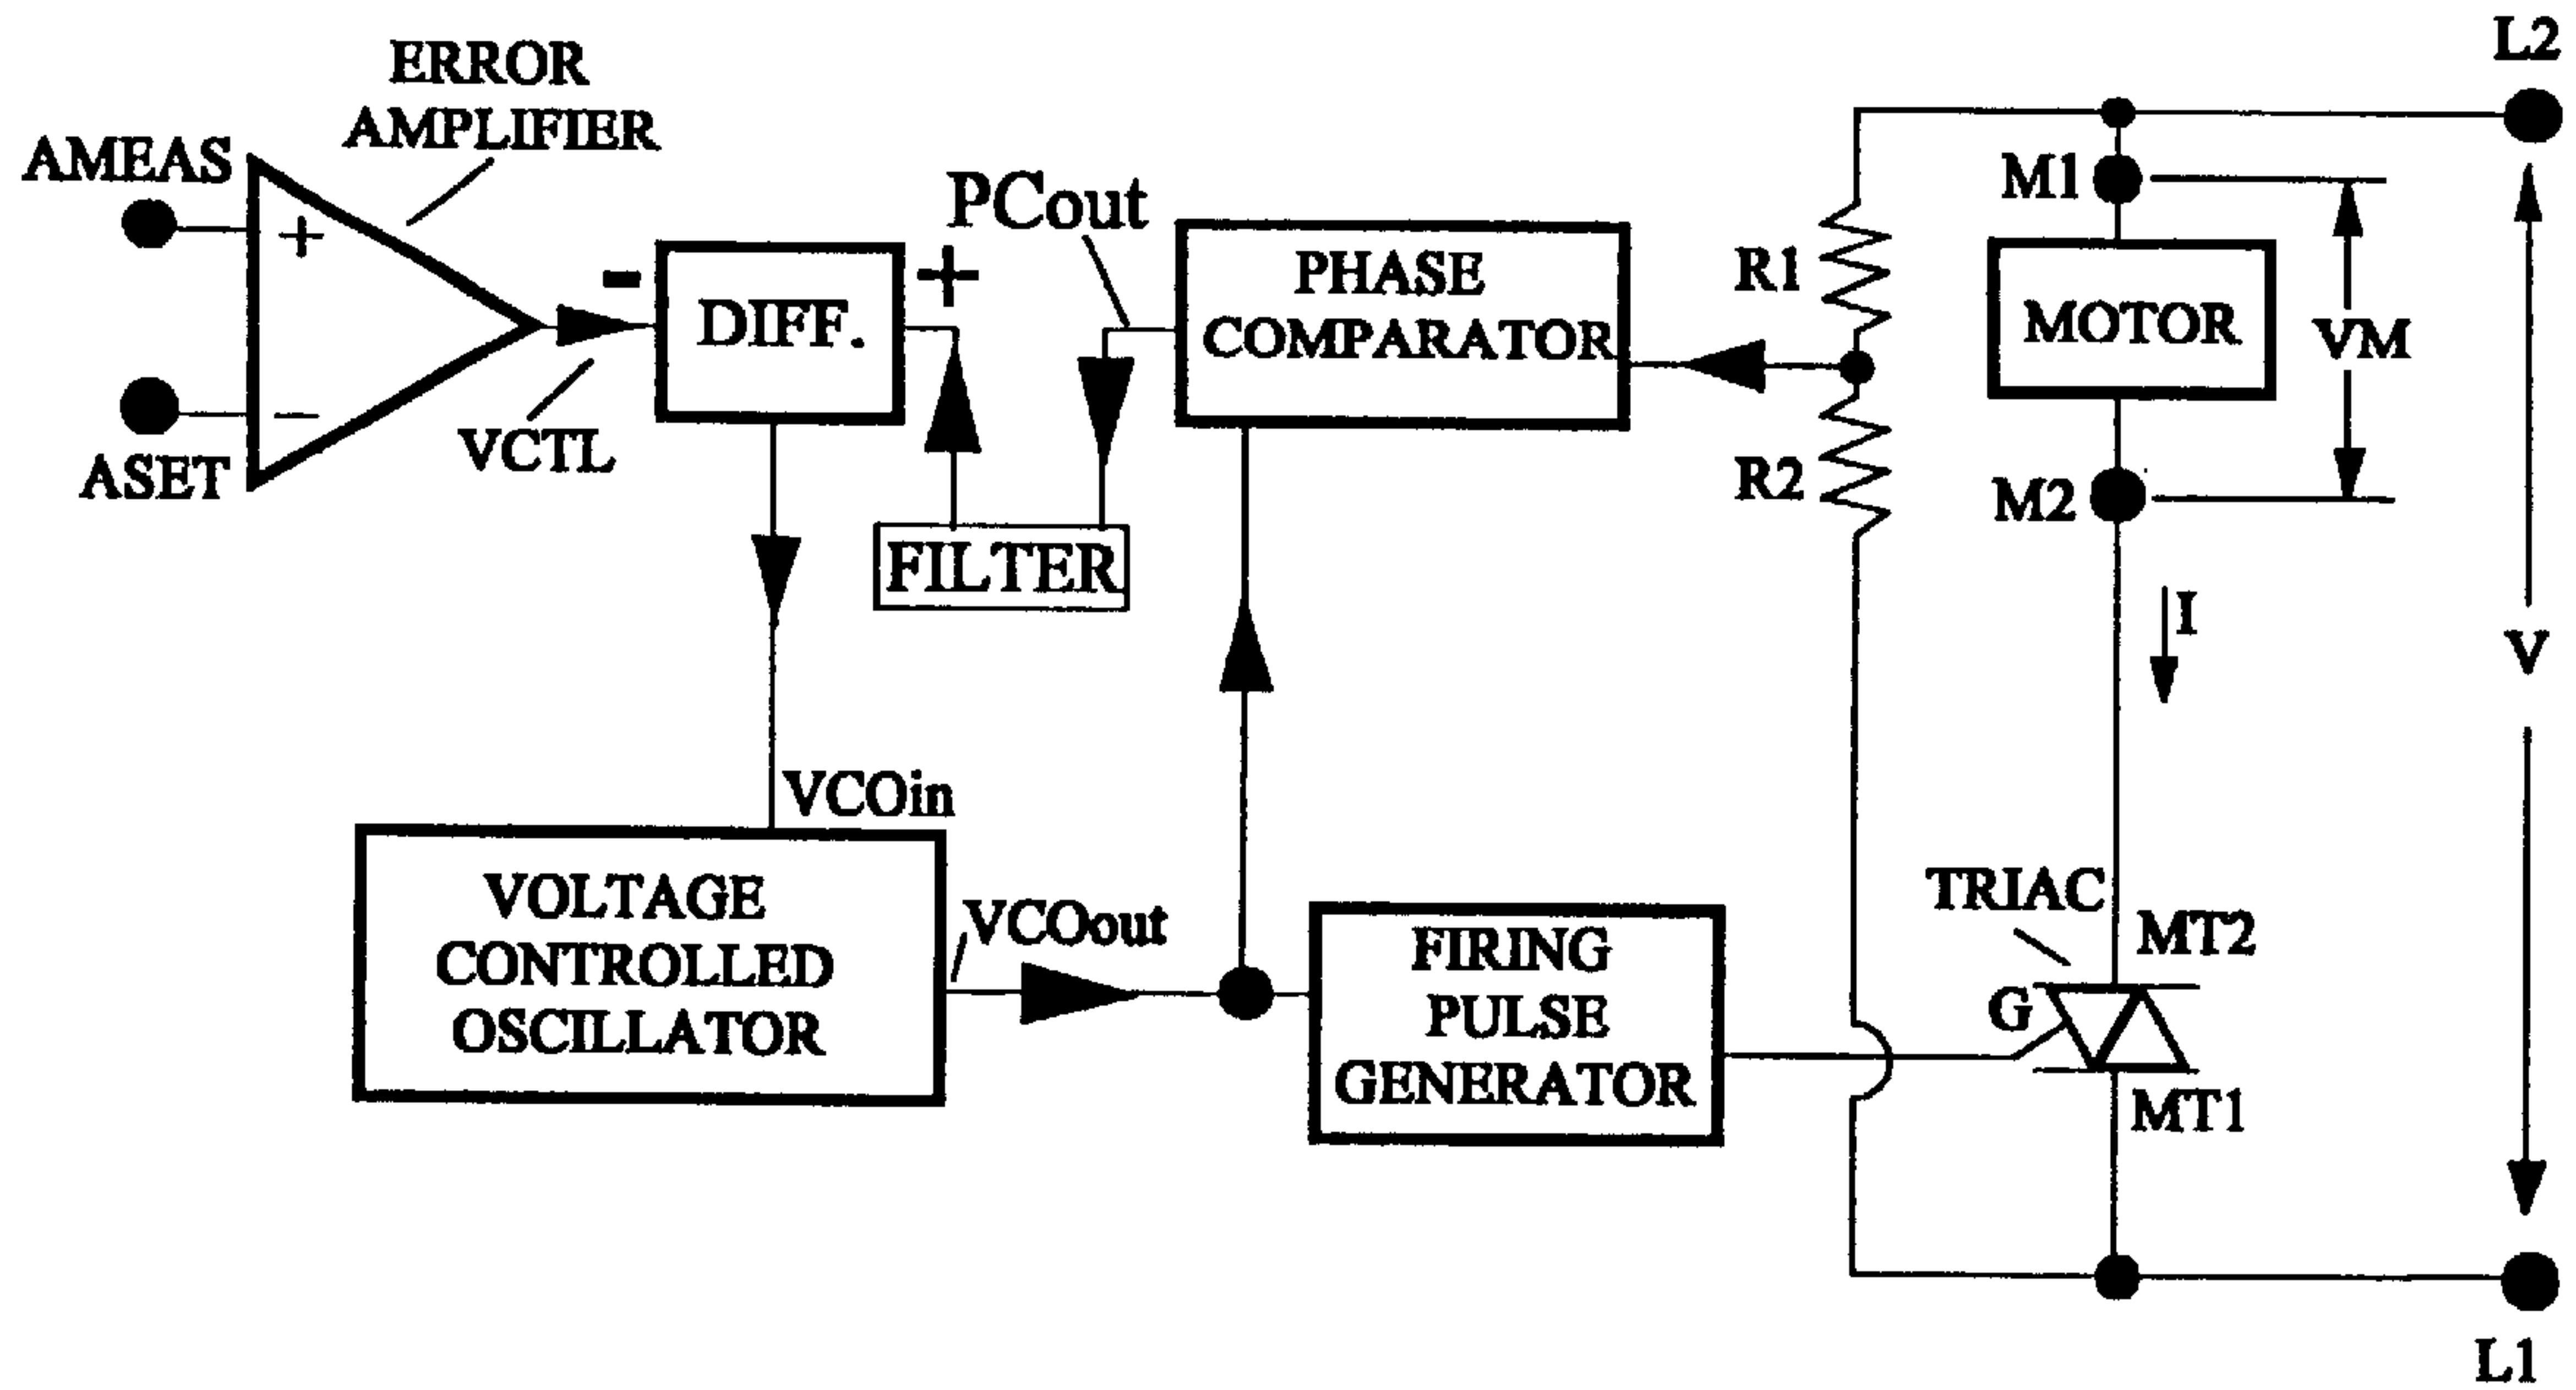 L2
ERROR
AMPLIFIER
AMEAS
+
−
ASET
VCTL
-
DIFF.
+
PCout
PHASE
COMPARATOR
FILTER
R1
R2
M1
MOTOR
M2
VM
I
V
VCOin
VOLTAGE
CONTROLLED
OSCILLATOR
VCOout
FIRING
PULSE
GENERATOR
TRIAC
MT2
G
MT1
L1